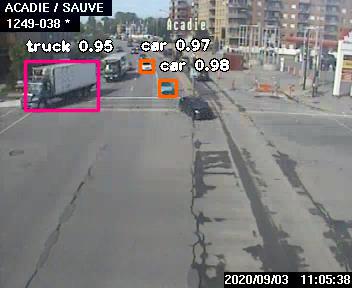 ACADIE / SAUVE
1249-038 *
Acadie
truck 0.95
car 0.97
car 0.98
2020/09/03 11:05:38